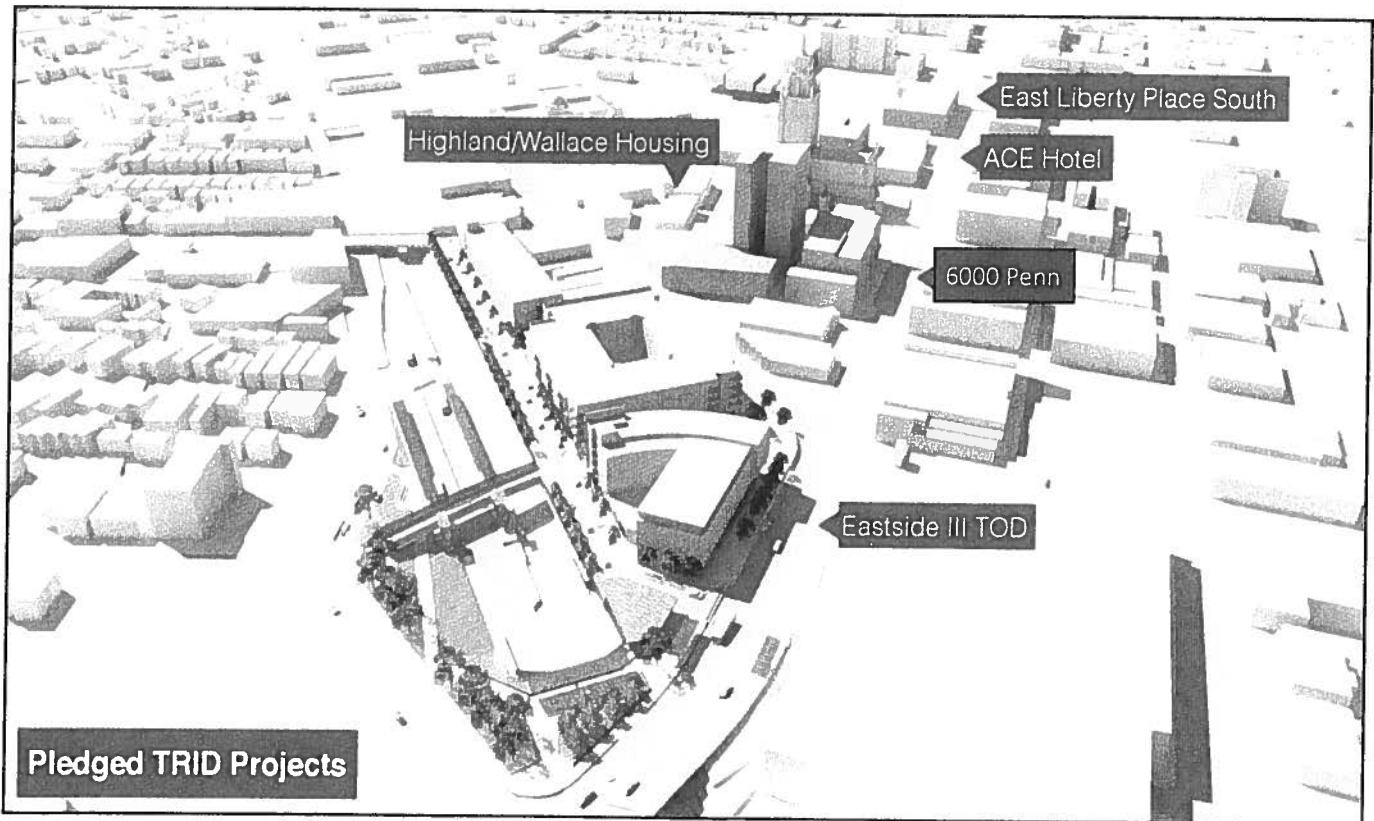 East Liberty Place South
Highland/Wallace Housing
ACE Hotel
6000 Penn
Eastside III TOD
Pledged TRID Projects